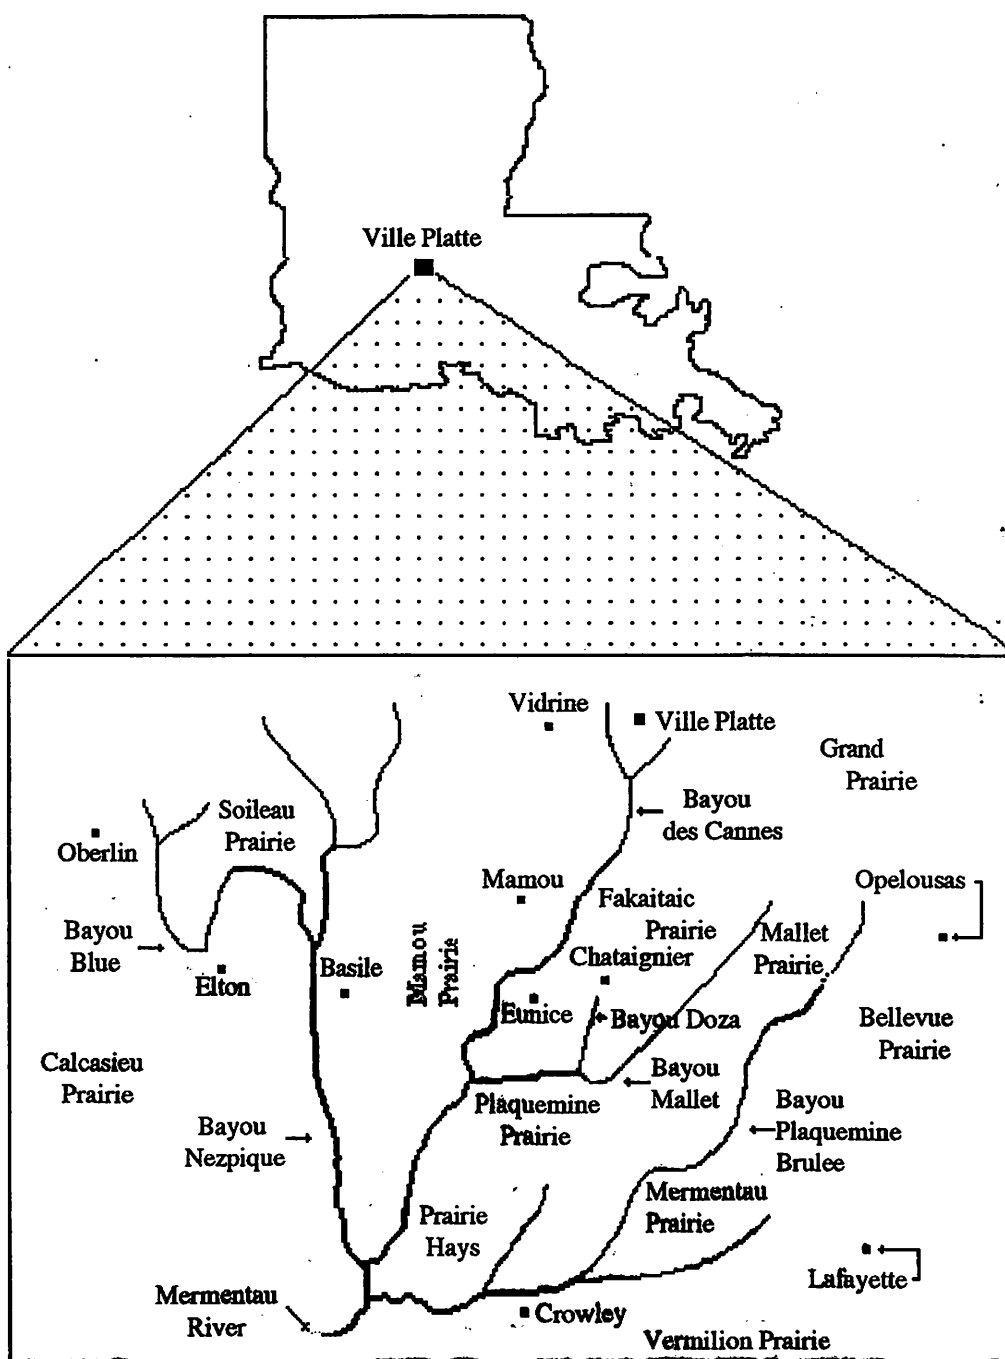 Ville Platte
Vidrine
Ville Platte
Grand
Prairie
Bayou
des Cannes
Soileau
Prairie
Oberlin
Mamou
Opelousas
Fakaitaic
Prairie
Mallet
Prairie
Bayou
Blue
Mamou
Prairie
Chataignier
Basile
Elton
Eunice
Bayou Doza
Bellevue
Prairie
Calcasieu
Prairie
Bayou
Mallet
Plaquemine
Prairie
Bayou
Plaquemine
Brulee
Bayou
Nezpique
Mermentau
Prairie
Prairie
Hays
Lafayette
Mermentau
River
Crowley
Vermilion Prairie